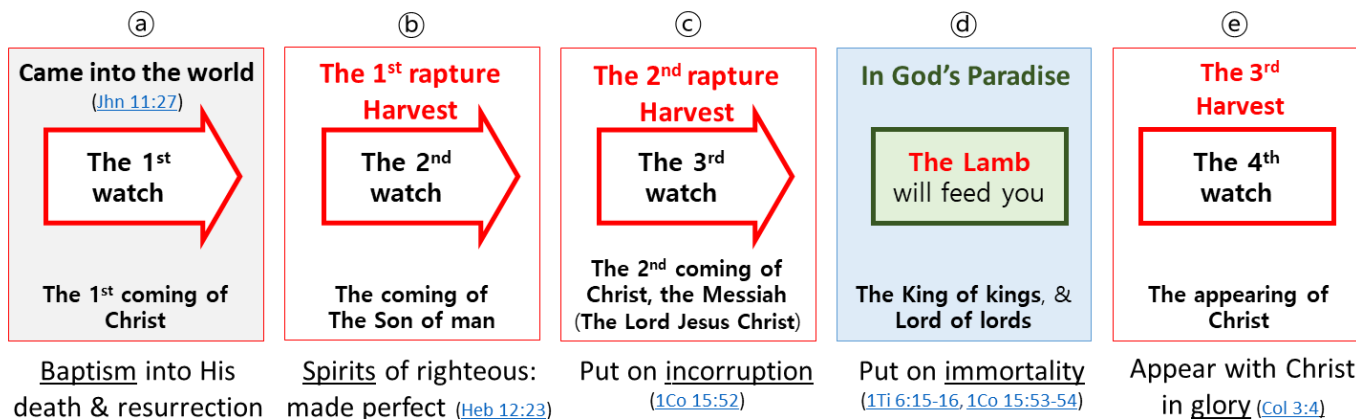 ⓐ
Came into the world
(Jhn 11:27)
The 1st
watch
The 1st coming of
Christ
Baptism into His
death & resurrection
ⓑ
The 1st rapture
Harvest
The 2nd
watch
The coming of
The Son of man
Spirits of righteous:
made perfect (Heb 12:23)
ⓒ
The 2nd rapture
Harvest
The 3rd
watch
The 2nd coming of
Christ, the Messiah
(The Lord Jesus Christ)
Put on incorruption
(1Co 15:52)
ⓓ
In God's Paradise
The Lamb
will feed you
The King of kings, &
Lord of lords
Put on immortality
(1Ti 6:15-16, 1Co 15:53-54)
ⓔ
The 3rd
Harvest
The 4th
watch
The appearing of
Christ
Appear with Christ
in glory (Col 3:4)